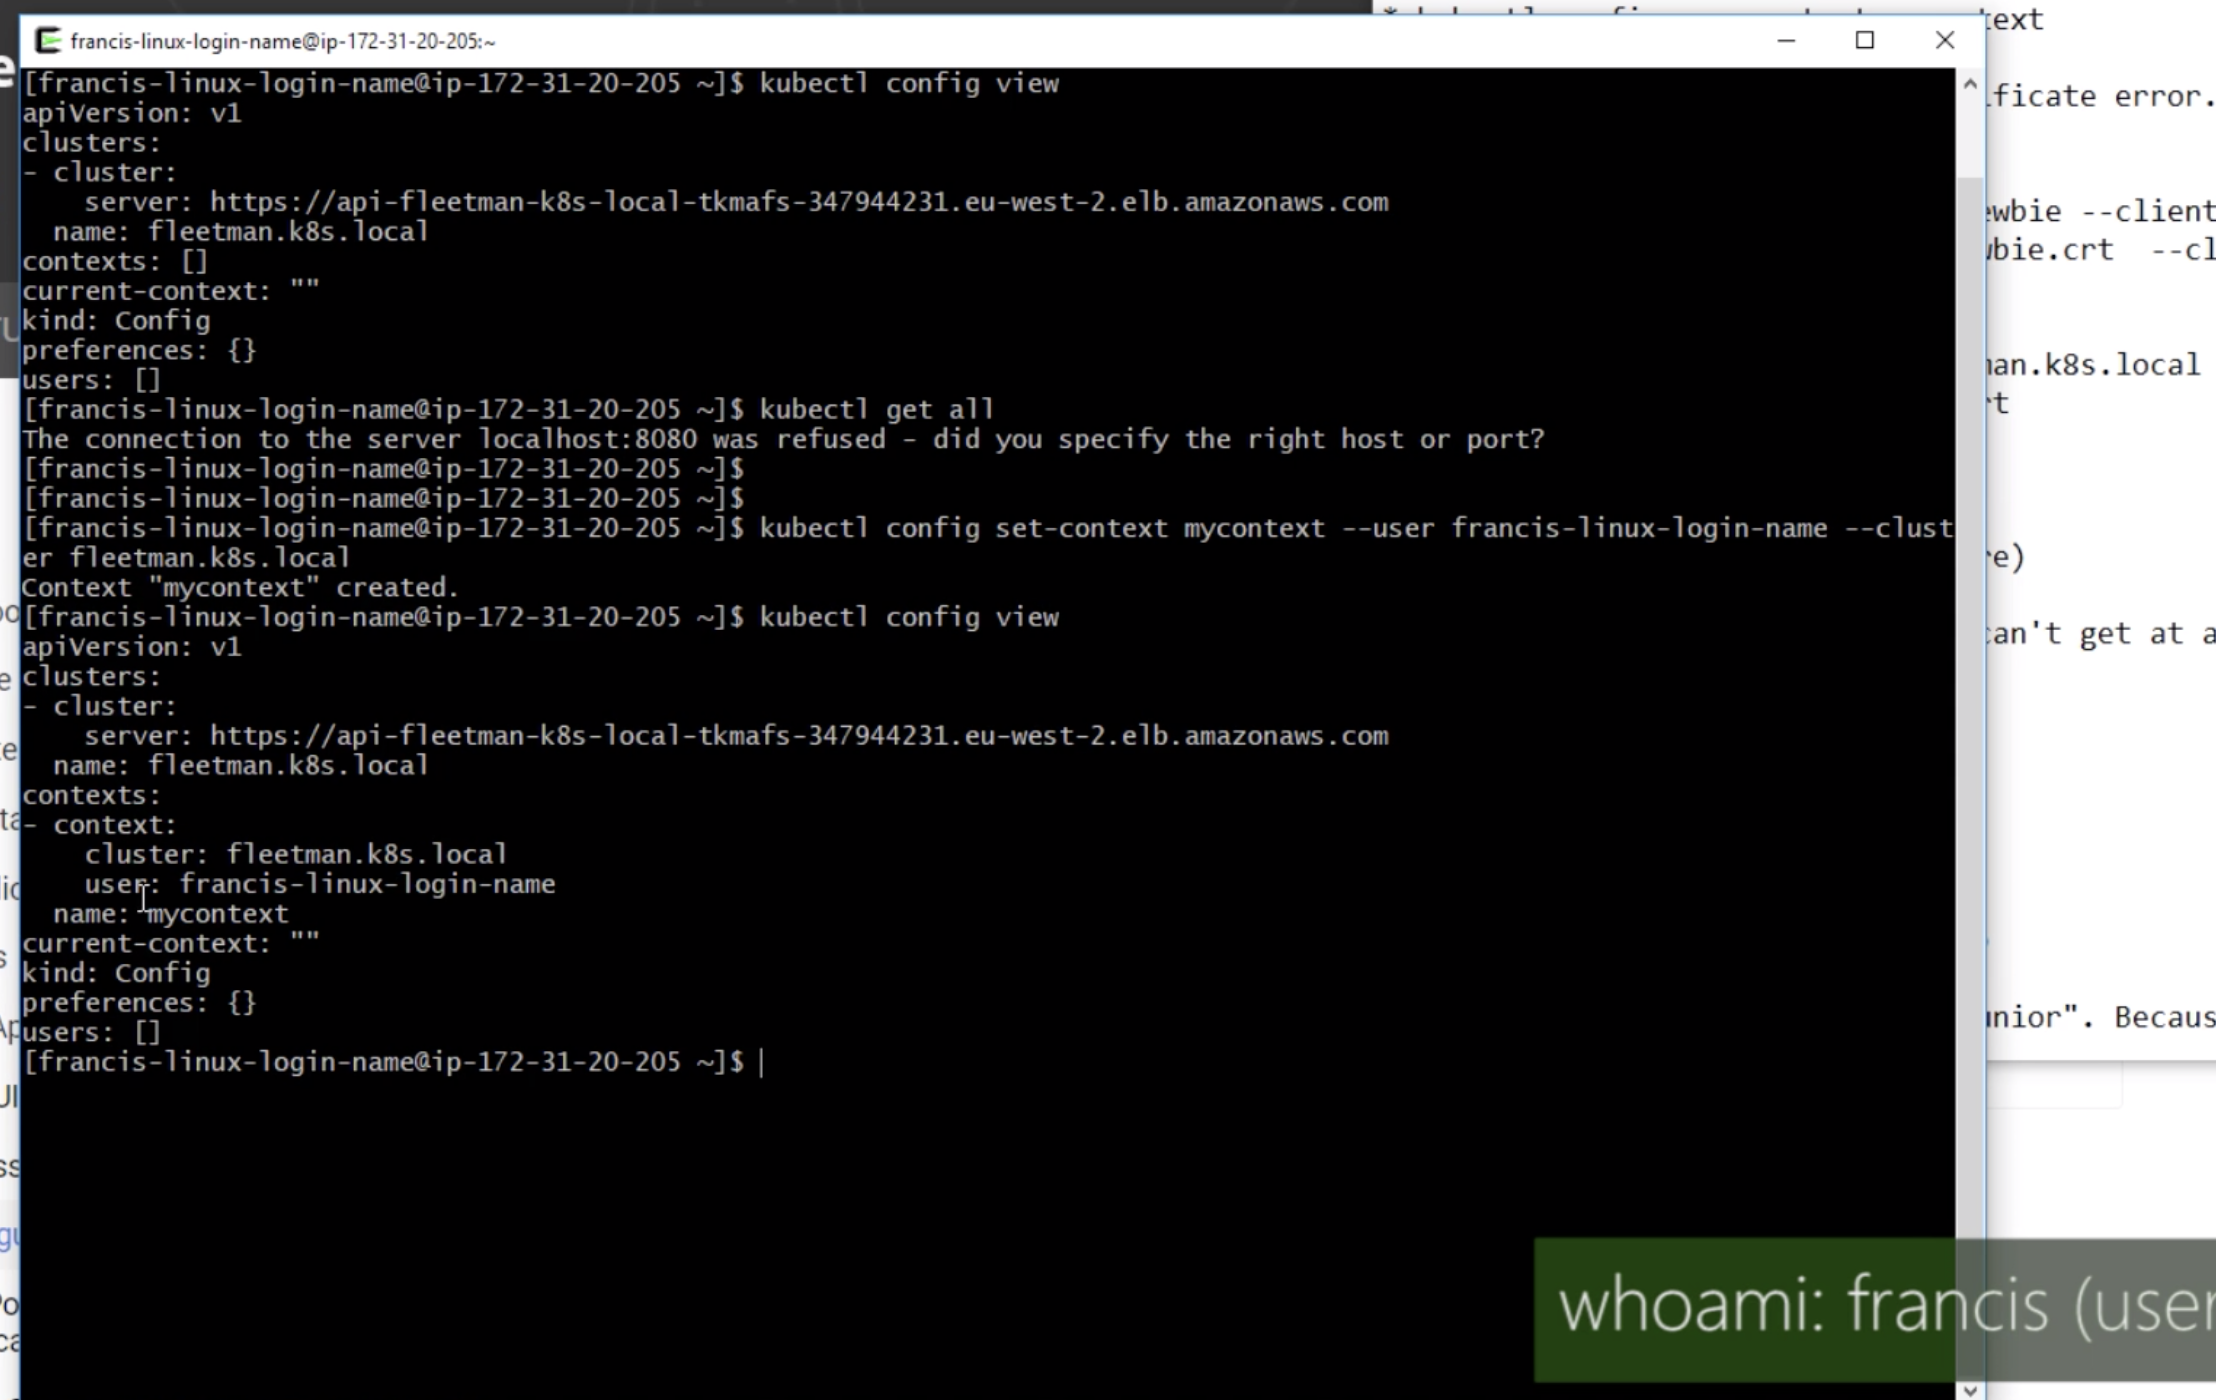 francis-linux-login-name@ip-172-31-20-205:~
[francis-linux-login-name@ip-172-31-20-205 ~]$ kubectl config view
apiVersion: v1
clusters:
- cluster:
    server: https://api-fleetman-k8s-local-tkmafs-347944231.eu-west-2.elb.amazonaws.com
  name: fleetman.k8s.local
contexts: []
current-context: ""
kind: Config
preferences: {}
users: []
[francis-linux-login-name@ip-172-31-20-205 ~]$ kubectl get all
The connection to the server localhost:8080 was refused - did you specify the right host or port?
[francis-linux-login-name@ip-172-31-20-205 ~]$
[francis-linux-login-name@ip-172-31-20-205 ~]$
[francis-linux-login-name@ip-172-31-20-205 ~]$ kubectl config set-context mycontext --user francis-linux-login-name --clust
er fleetman.k8s.local
Context "mycontext" created.
[francis-linux-login-name@ip-172-31-20-205 ~]$ kubectl config view
apiVersion: v1
clusters:
- cluster:
    server: https://api-fleetman-k8s-local-tkmafs-347944231.eu-west-2.elb.amazonaws.com
  name: fleetman.k8s.local
contexts:
- context:
    cluster: fleetman.k8s.local
    user: francis-linux-login-name
  name: mycontext
current-context: ""
kind: Config
preferences: {}
users: []
[francis-linux-login-name@ip-172-31-20-205 ~]$
error.
--client
bie.crt --cl
an.k8s.local
can't get at a
nior". Becaus
whoami: francis (user